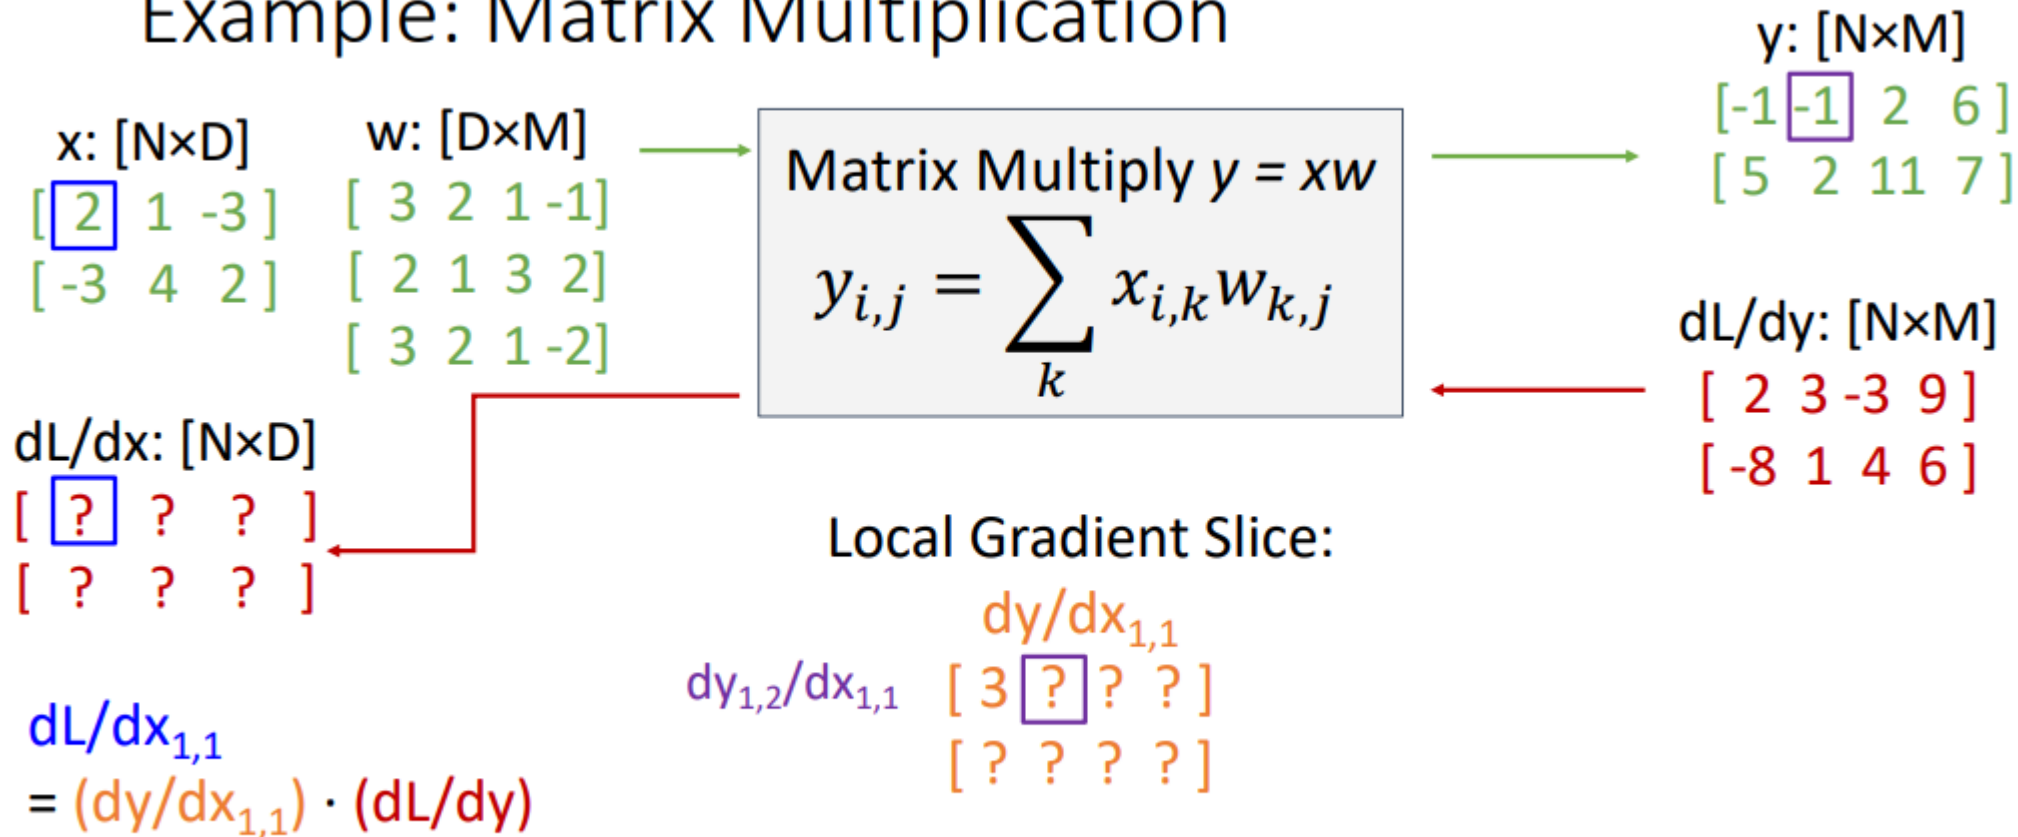 Example: Matrix Multiplication
x: [N×D]
[ 2 1 -3 ]
[ -3 4 2 ]
w: [D×M]
[ 3 2 1 -1]
[ 2 1 3 2]
[ 3 2 1 -2]
Matrix Multiply y = xw
y_{i,j} = ∑_k x_{i,k} w_{k,j}
y: [N×M]
[-1 -1 2 6 ]
[ 5 2 11 7 ]
dL/dy: [N×M]
[ 2 3 -3 9 ]
[ -8 1 4 6 ]
dL/dx: [N×D]
[ ? ? ? ]
[ ? ? ? ]
Local Gradient Slice:
dy/dx_{1,1}
dy_{1,2}/dx_{1,1} [ 3 ? ? ? ]
[ ? ? ? ? ]
dL/dx_{1,1}
= (dy/dx_{1,1}) · (dL/dy)